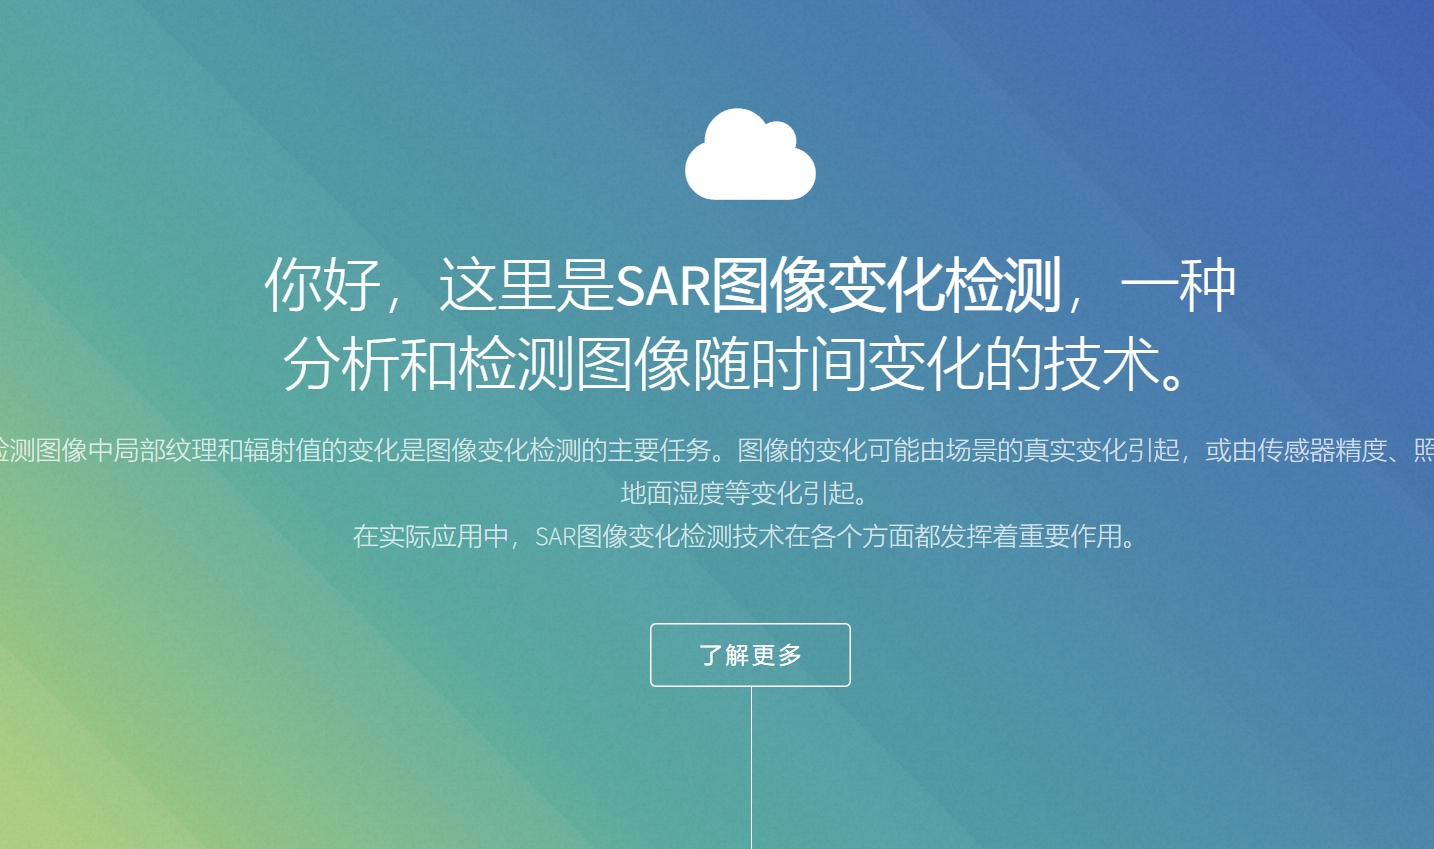 你好，这里是SAR图像变化检测，一种
分析和检测图像随时间变化的技术。
检测图像中局部纹理和辐射值的变化是图像变化检测的主要任务。图像的变化可能由场景的真实变化引起，或由传感器精度、照
地面湿度等变化引起。
在实际应用中，SAR图像变化检测技术在各个方面都发挥着重要作用。
了解更多